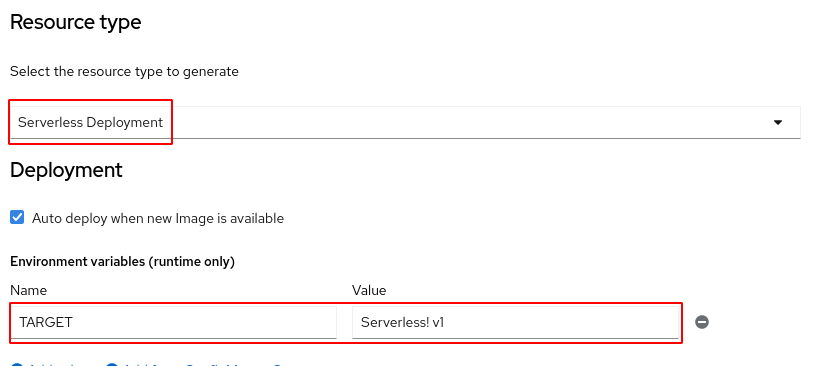 Resource type
Select the resource type to generate
Serverless Deployment
Deployment
Auto deploy when new Image is available
Environment variables (runtime only)
Name Value
TARGET Serverless! v1